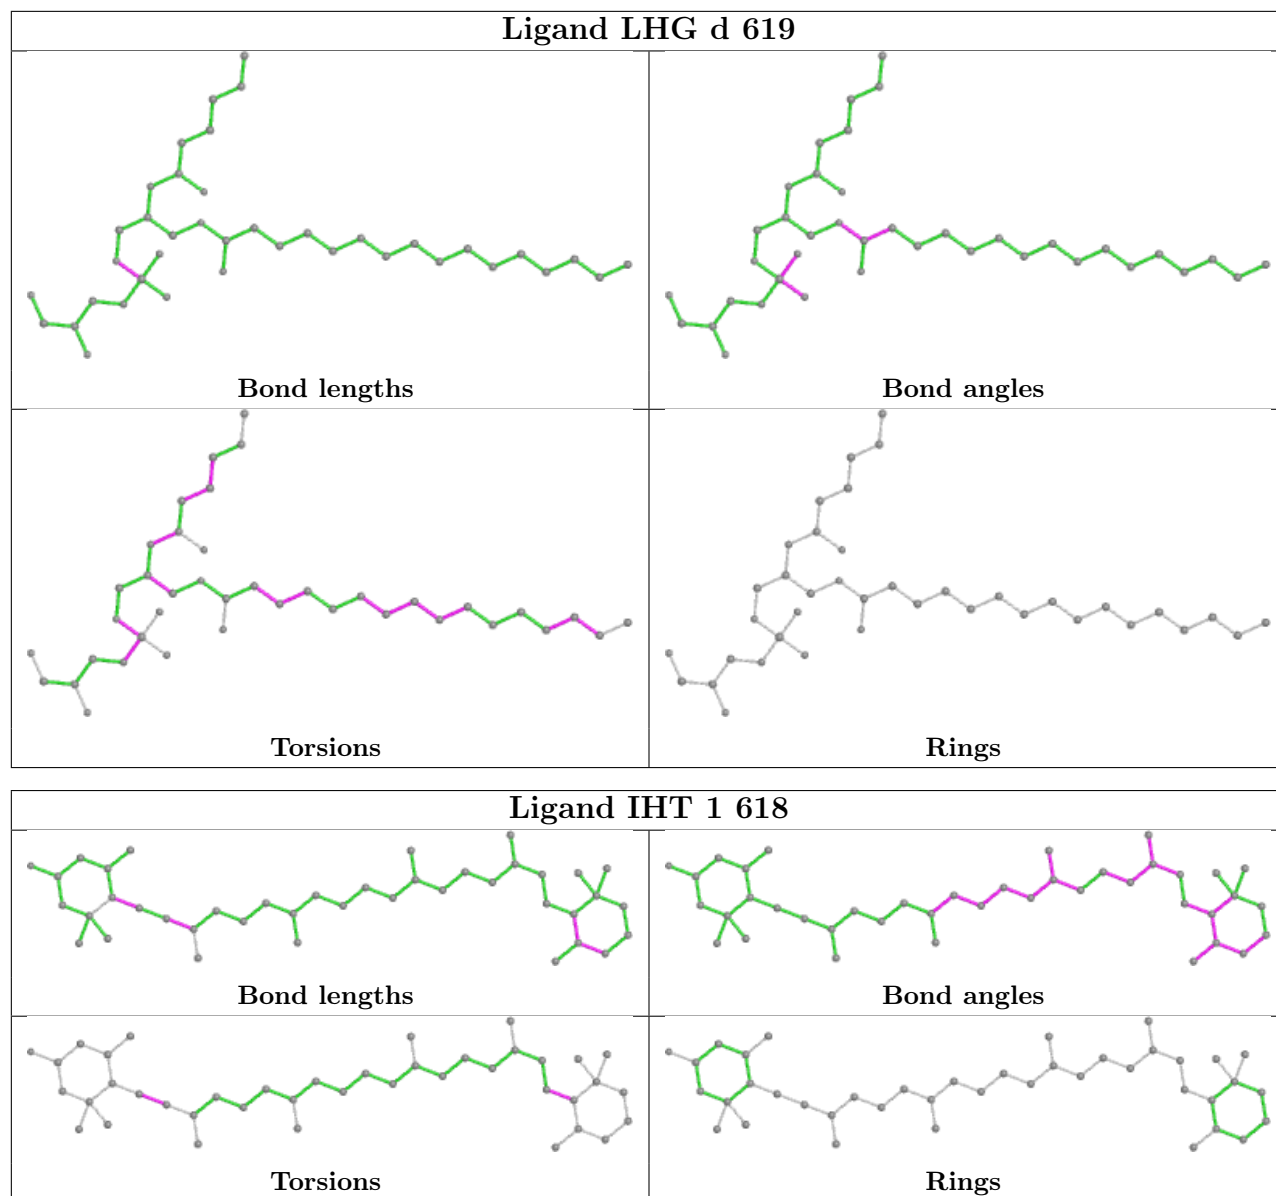 Ligand LHG d 619
Bond lengths
Bond angles
Torsions
Rings
Ligand IHT 1 618
Bond lengths
Bond angles
Torsions
Rings